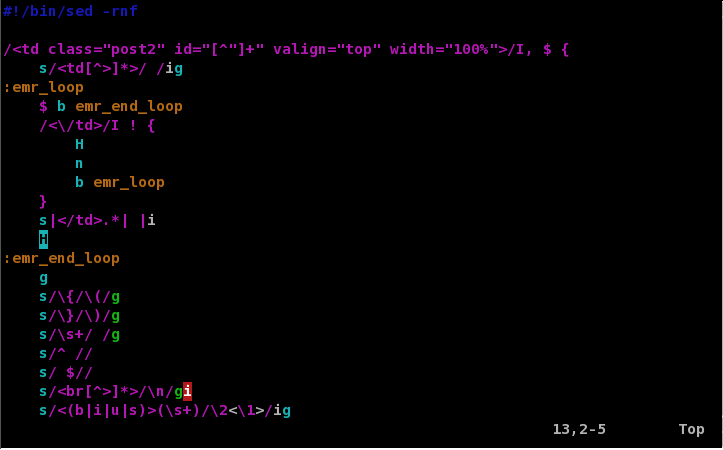 #!/bin/sed -rnf
/<td class="post2" id="[^"]+" valign="top" width="100%">/I, $ {
s/<td[^>]*>/ /ig
:emr_loop
$ b emr_end_loop
/<\/td>/I ! {
H
n
b emr_loop
}
s|</td>.*| |i
H
:emr_end_loop
g
s/\{/\(/g
s/\}/\)/g
s/\s+/ /g
s/^ //
s/ $//
s/<br[^>]*>/\n/gi
s/<(b|i|u|s)>(\s+)/\2<\1>/ig
13,2-5 Top